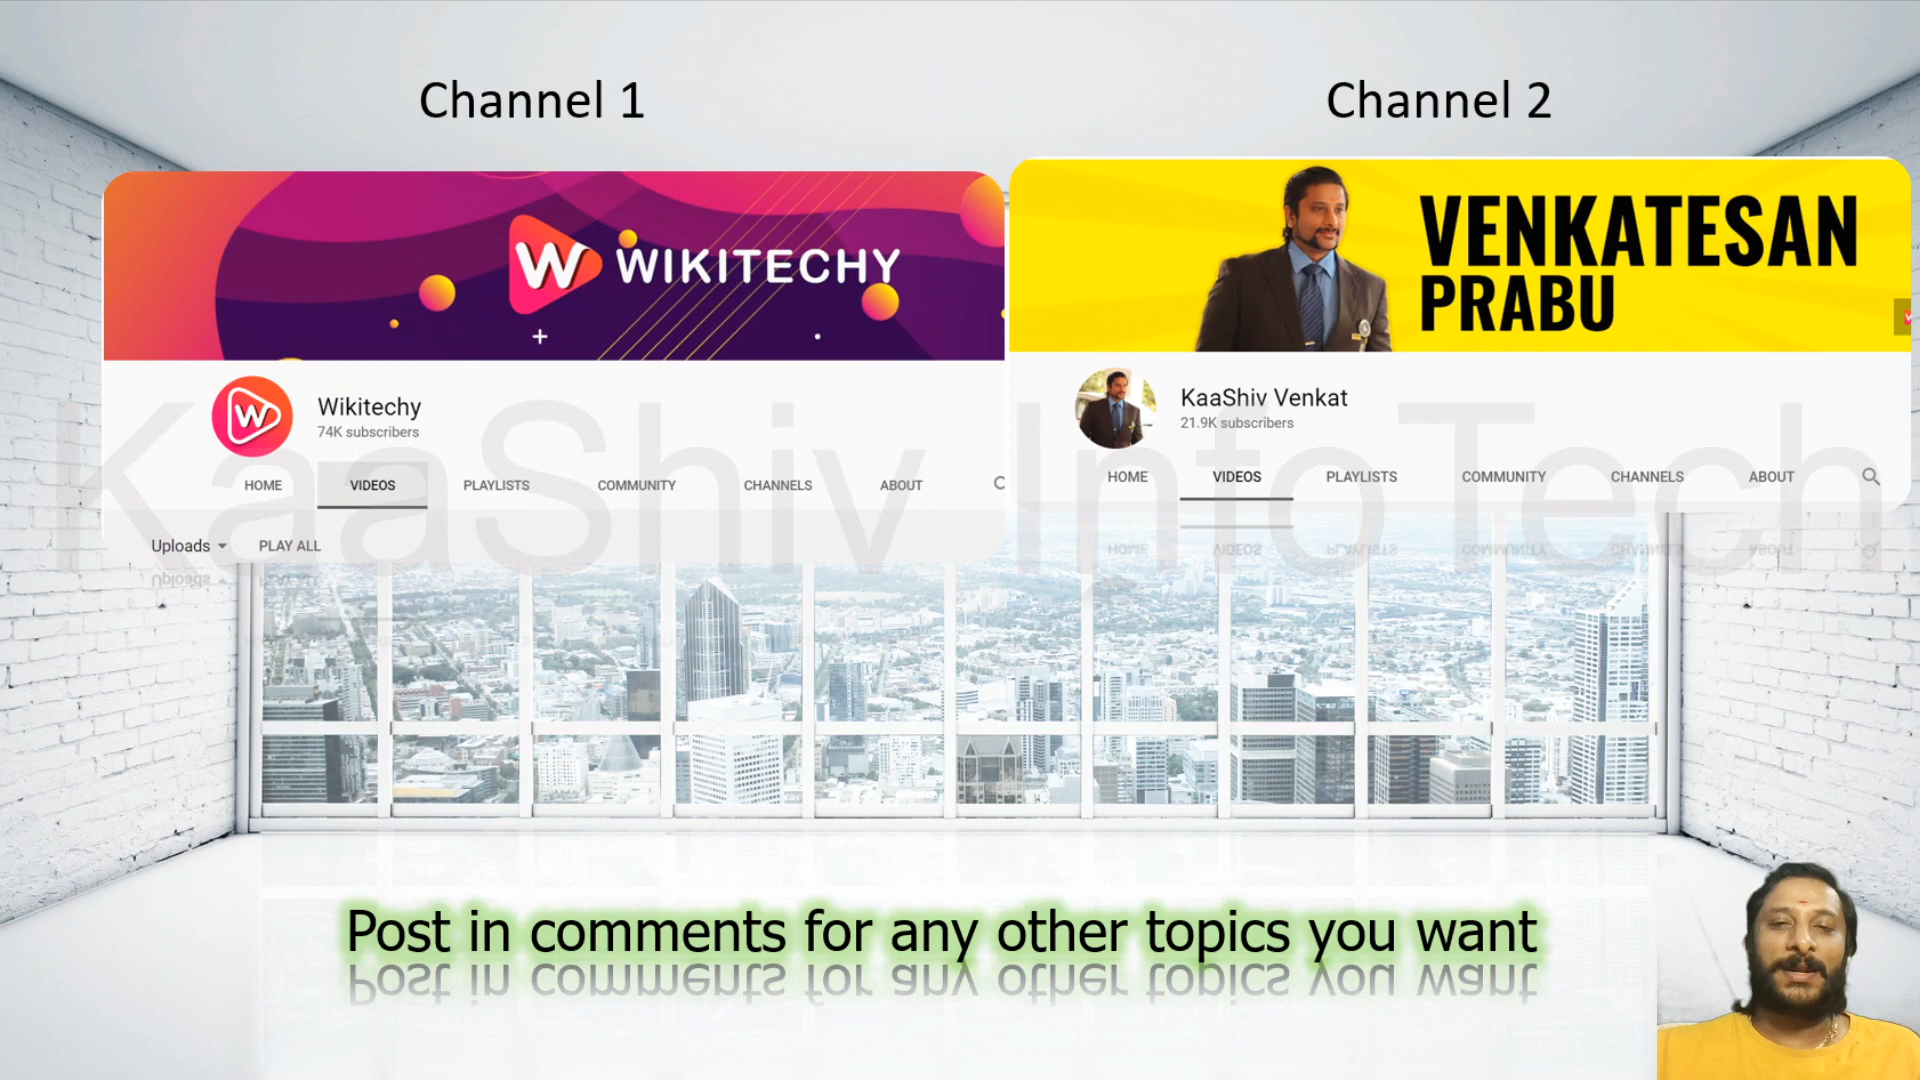 Channel 1
Channel 2
W WIKITECHY
VENKATESAN
PRABU
W
Wikitechy
74K subscribers
HOME VIDEOS PLAYLISTS COMMUNITY CHANNELS ABOUT
Uploads PLAY ALL
KaaShiv Venkat
21.9K subscribers
HOME VIDEOS PLAYLISTS COMMUNITY CHANNELS ABOUT
KaaShiv InfoTech
Post in comments for any other topics you want